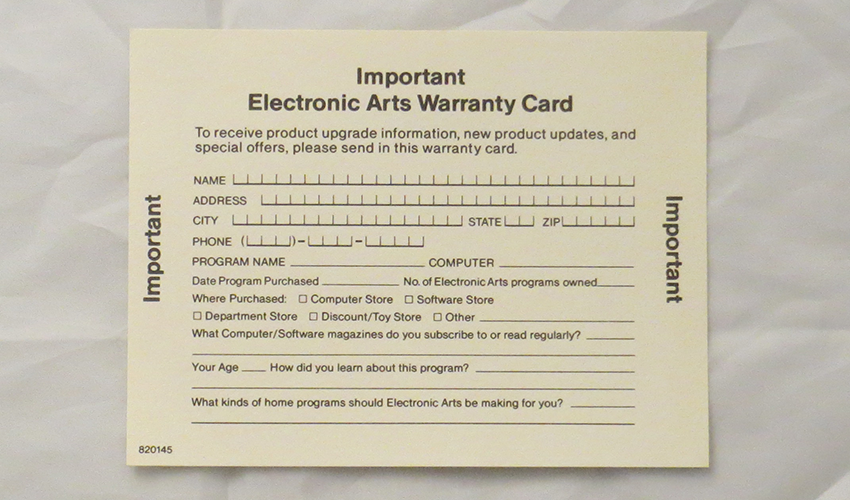 Important
Electronic Arts Warranty Card
To receive product upgrade information, new product updates, and
special offers, please send in this warranty card.
NAME
ADDRESS
CITY STATE ZIP
PHONE ( ) – –
PROGRAM NAME COMPUTER
Date Program Purchased No. of Electronic Arts programs owned
Where Purchased: ☐ Computer Store ☐ Software Store
☐ Department Store ☐ Discount/Toy Store ☐ Other
What Computer/Software magazines do you subscribe to or read regularly?
Your Age How did you learn about this program?
What kinds of home programs should Electronic Arts be making for you?
820145
Important
Important